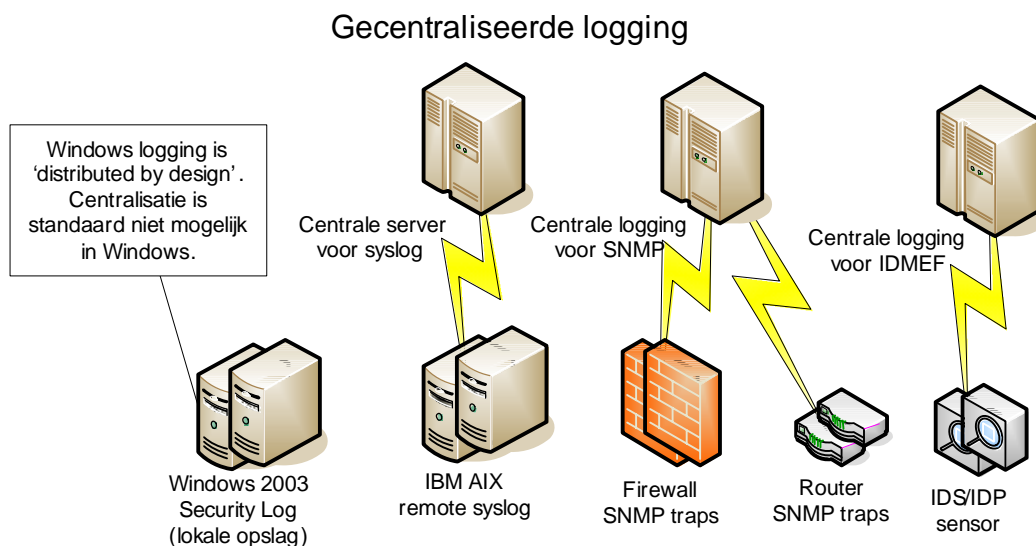 Gecentraliseerde logging
Windows logging is
‘distributed by design’.
Centralisatie is
standaard niet mogelijk
in Windows.
Centrale server
voor syslog
Centrale logging
voor SNMP
Centrale logging
voor IDMEF
Windows 2003
Security Log
(lokale opslag)
IBM AIX
remote syslog
Firewall
SNMP traps
Router
SNMP traps
IDS/IDP
sensor